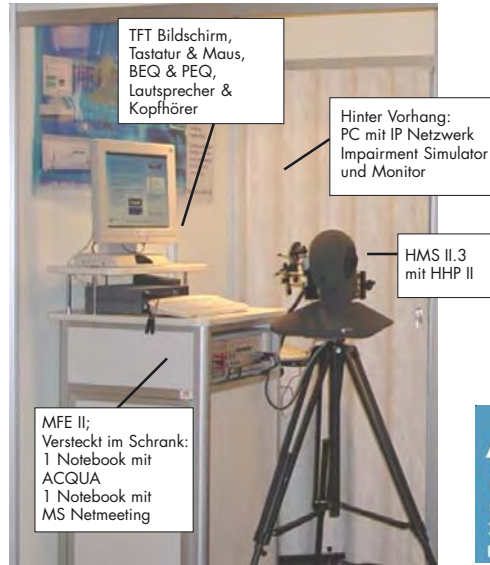 TFT Bildschirm,
Tastatur & Maus,
BEQ & PEQ,
Lautsprecher &
Kopfhörer
Hinter Vorhang:
PC mit IP Netzwerk
Impairment Simulator
und Monitor
HMS II.3
mit HHP II
MFE II;
Versteckt im Schrank:
1 Notebook mit
ACQUA
1 Notebook mit
MS Netmeeting